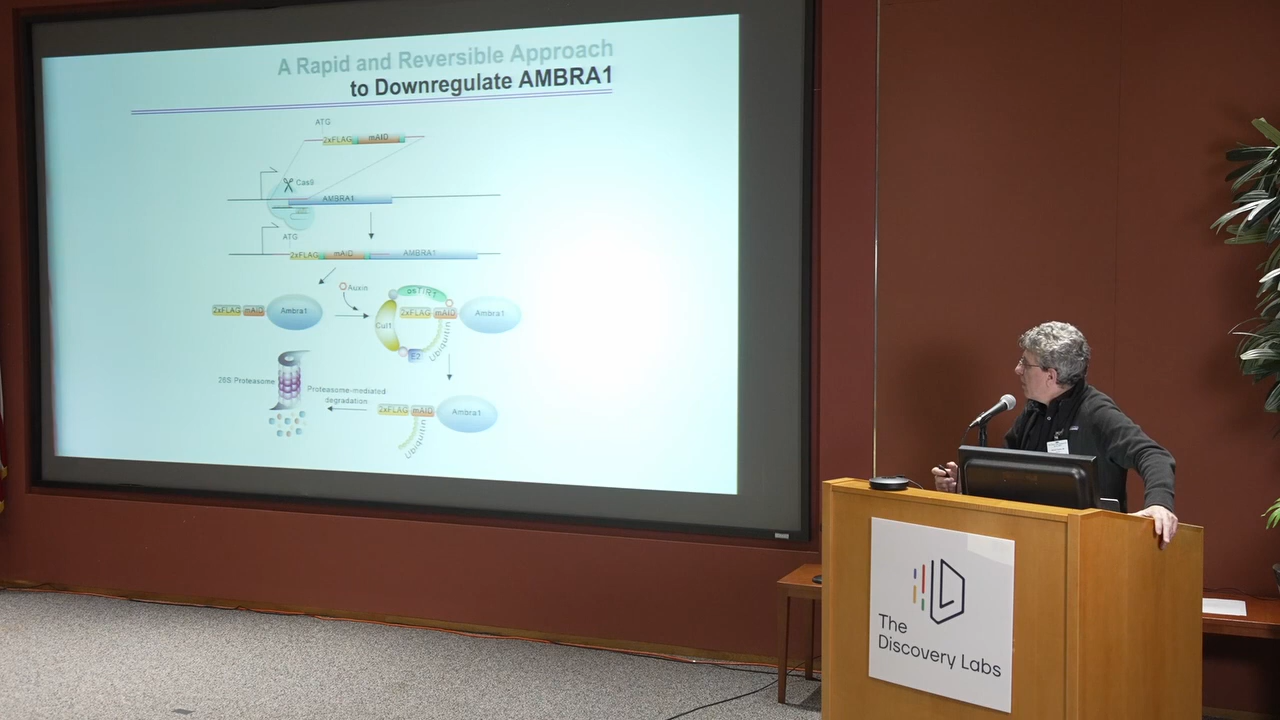 A Rapid and Reversible Approach
to Downregulate AMBRA1
ATG
2xFLAG mAID
Cas9
AMBRA1
ATG
2xFLAG mAID AMBRA1
Auxin
osTIR1
2xFLAG mAID Ambra1
Cul1
2xFLAG mAID Ambra1
E2
Ubiquitin
26S Proteasome
Proteasome-mediated
degradation
2xFLAG mAID Ambra1
Ubiquitin
The
Discovery Labs